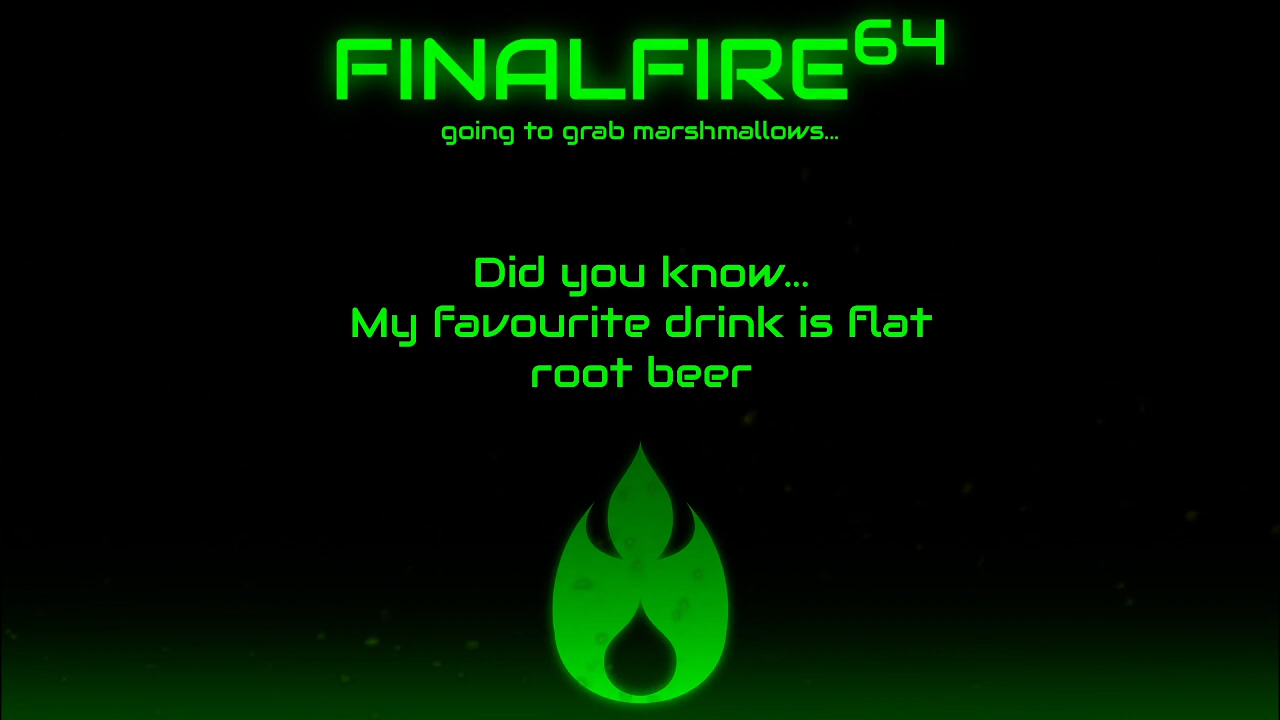 FINALFIRE64
going to grab marshmallows...
Did you know...
My favourite drink is flat
root beer